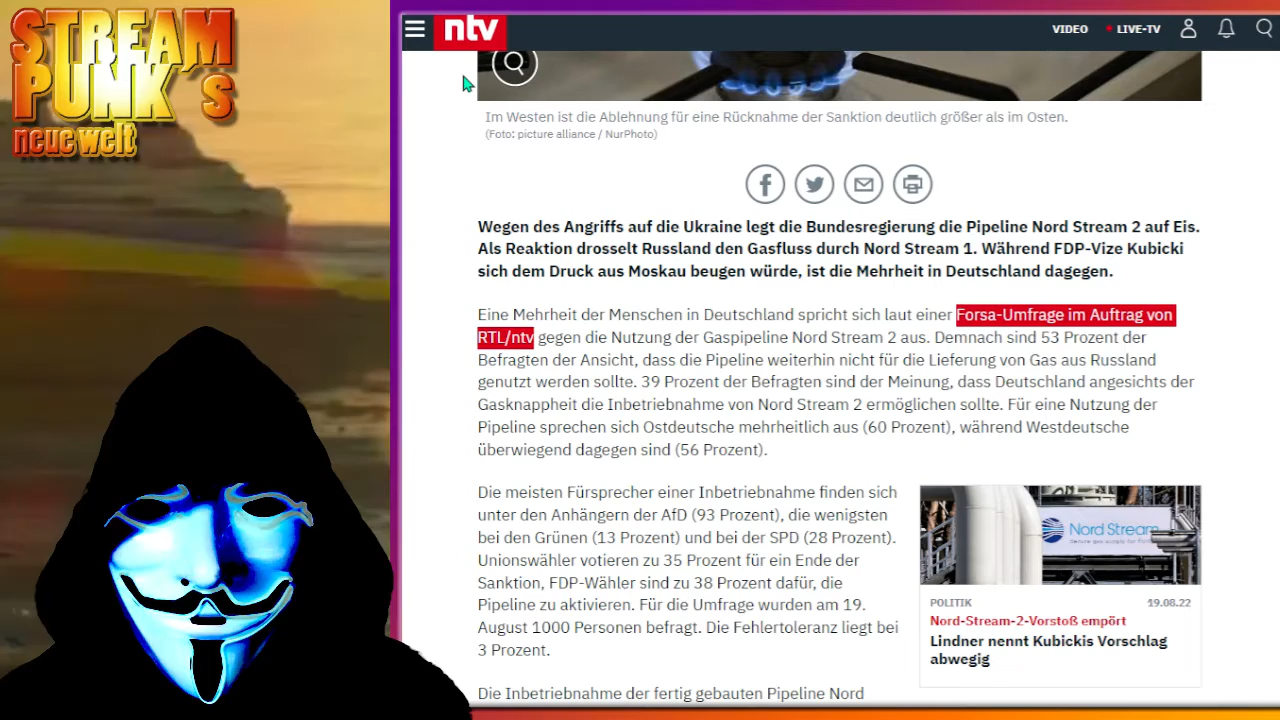 STREAM
PUNK´s
neue welt
ntv
VIDEO
LIVE-TV
Im Westen ist die Ablehnung für eine Rücknahme der Sanktion deutlich größer als im Osten.
(Foto: picture alliance / NurPhoto)
Wegen des Angriffs auf die Ukraine legt die Bundesregierung die Pipeline Nord Stream 2 auf Eis.
Als Reaktion drosselt Russland den Gasfluss durch Nord Stream 1. Während FDP-Vize Kubicki
sich dem Druck aus Moskau beugen würde, ist die Mehrheit in Deutschland dagegen.
Eine Mehrheit der Menschen in Deutschland spricht sich laut einer Forsa-Umfrage im Auftrag von
RTL/ntv gegen die Nutzung der Gaspipeline Nord Stream 2 aus. Demnach sind 53 Prozent der
Befragten der Ansicht, dass die Pipeline weiterhin nicht für die Lieferung von Gas aus Russland
genutzt werden sollte. 39 Prozent der Befragten sind der Meinung, dass Deutschland angesichts der
Gasknappheit die Inbetriebnahme von Nord Stream 2 ermöglichen sollte. Für eine Nutzung der
Pipeline sprechen sich Ostdeutsche mehrheitlich aus (60 Prozent), während Westdeutsche
überwiegend dagegen sind (56 Prozent).
Die meisten Fürsprecher einer Inbetriebnahme finden sich
unter den Anhängern der AfD (93 Prozent), die wenigsten
bei den Grünen (13 Prozent) und bei der SPD (28 Prozent).
Unionswähler votieren zu 35 Prozent für ein Ende der
Sanktion, FDP-Wähler sind zu 38 Prozent dafür, die
Pipeline zu aktivieren. Für die Umfrage wurden am 19.
August 1000 Personen befragt. Die Fehlertoleranz liegt bei
3 Prozent.
Die Inbetriebnahme der fertig gebauten Pipeline Nord
Nord Stream
POLITIK
19.08.22
Nord-Stream-2-Vorstoß empört
Lindner nennt Kubickis Vorschlag
abwegig